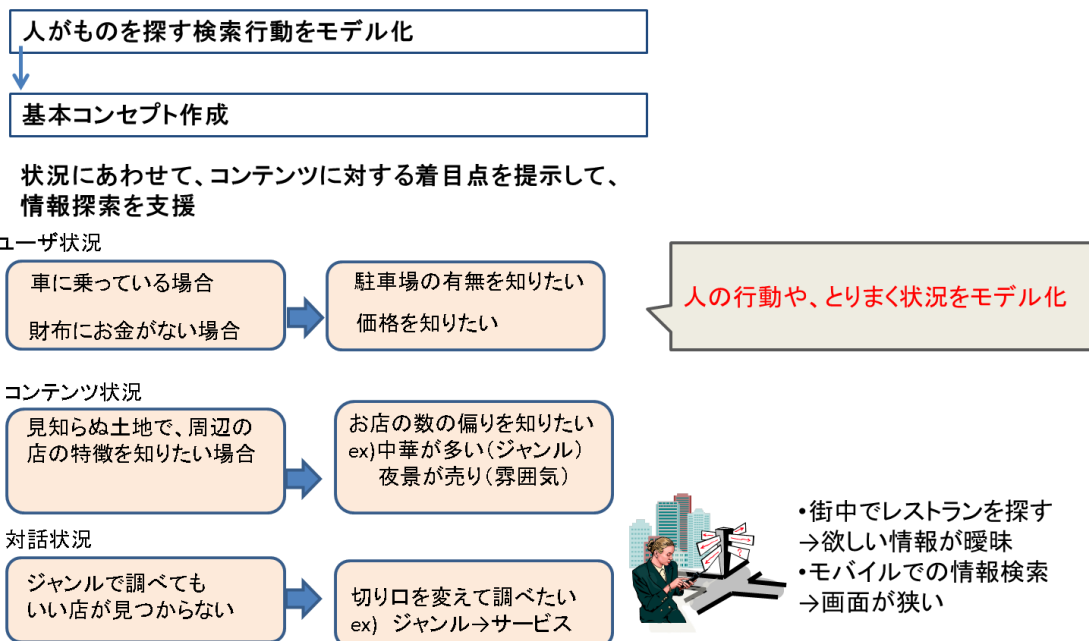 人がものを探す検索行動をモデル化
基本コンセプト作成
状況にあわせて、コンテンツに対する着目点を提示して、
情報探索を支援
ユーザ状況
車に乗っている場合
財布にお金がない場合
駐車場の有無を知りたい
価格を知りたい
人の行動や、とりまく状況をモデル化
コンテンツ状況
見知らぬ土地で、周辺の
店の特徴を知りたい場合
お店の数の偏りを知りたい
ex)中華が多い(ジャンル)
夜景が売り(雰囲気)
対話状況
ジャンルで調べても
いい店が見つからない
切り口を変えて調べたい
ex) ジャンル→サービス
•街中でレストランを探す
→欲しい情報が曖昧
•モバイルでの情報検索
→画面が狭い